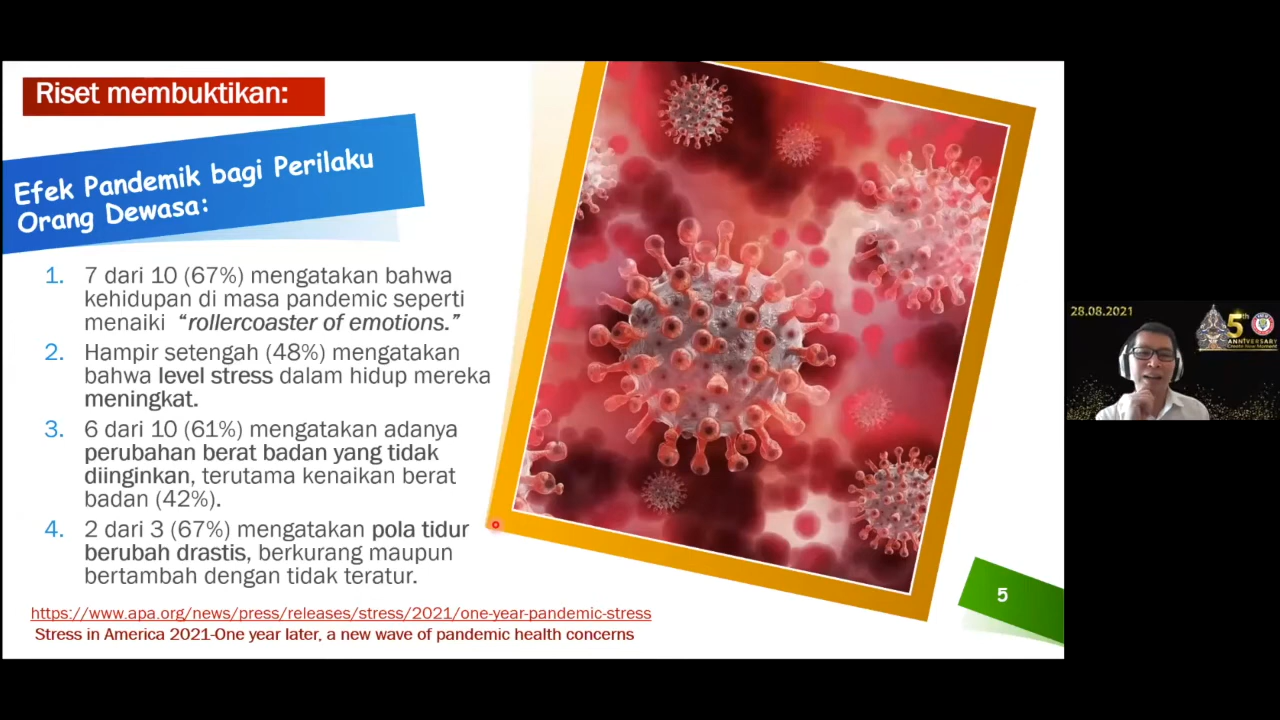 Riset membuktikan:
Efek Pandemik bagi Perilaku
Orang Dewasa:
1. 7 dari 10 (67%) mengatakan bahwa
kehidupan di masa pandemic seperti
menaiki “rollercoaster of emotions.”
2. Hampir setengah (48%) mengatakan
bahwa level stress dalam hidup mereka
meningkat.
3. 6 dari 10 (61%) mengatakan adanya
perubahan berat badan yang tidak
diinginkan, terutama kenaikan berat
badan (42%).
4. 2 dari 3 (67%) mengatakan pola tidur
berubah drastis, berkurang maupun
bertambah dengan tidak teratur.
https://www.apa.org/news/press/releases/stress/2021/one-year-pandemic-stress
Stress in America 2021-One year later, a new wave of pandemic health concerns
5
28.08.2021
5th
ANNIVERSARY
Create New Moment